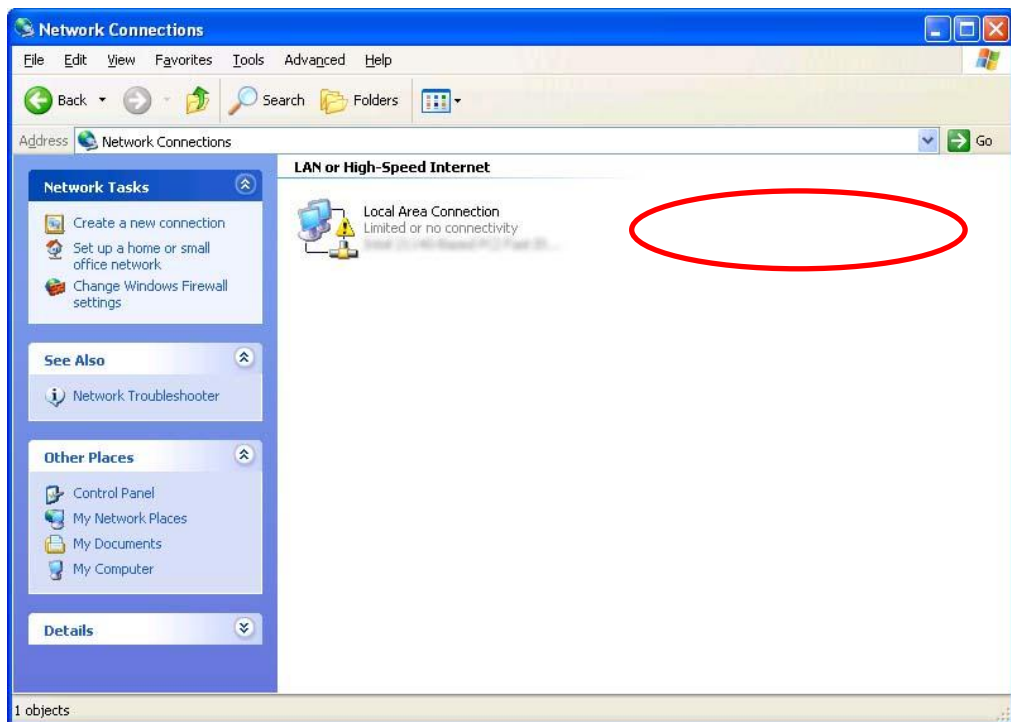 Network Connections
File Edit View Favorites Tools Advanced Help
Back Search Folders
Address Network Connections Go
Network Tasks
Create a new connection
Set up a home or small
office network
Change Windows Firewall
settings
See Also
Network Troubleshooter
Other Places
Control Panel
My Network Places
My Documents
My Computer
Details
LAN or High-Speed Internet
Local Area Connection
Limited or no connectivity
1 objects